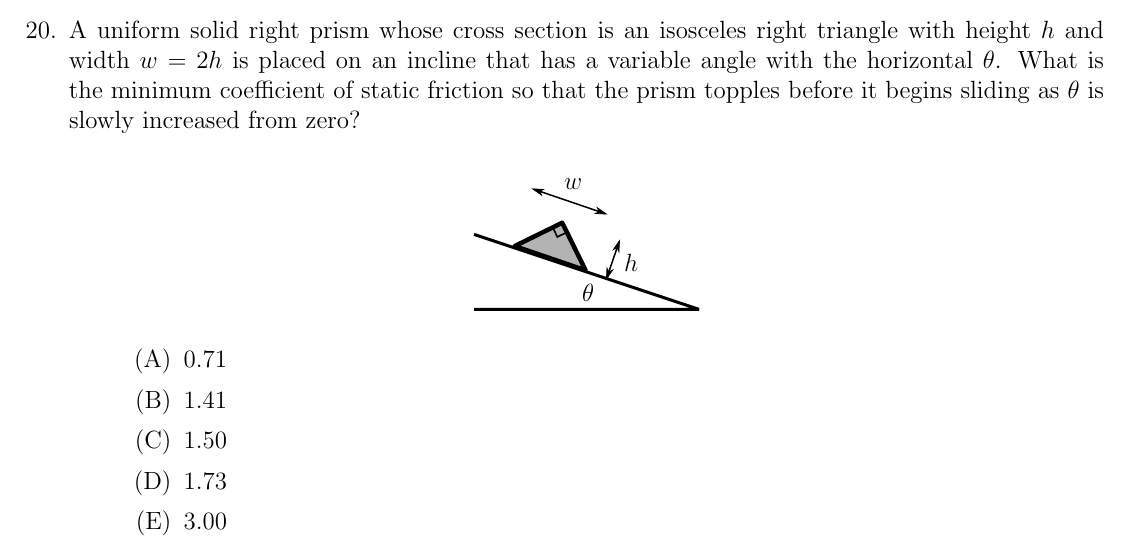 20. A uniform solid right prism whose cross section is an isosceles right triangle with height h and
width w = 2h is placed on an incline that has a variable angle with the horizontal θ. What is
the minimum coefficient of static friction so that the prism topples before it begins sliding as θ is
slowly increased from zero?
w
h
θ
(A) 0.71
(B) 1.41
(C) 1.50
(D) 1.73
(E) 3.00